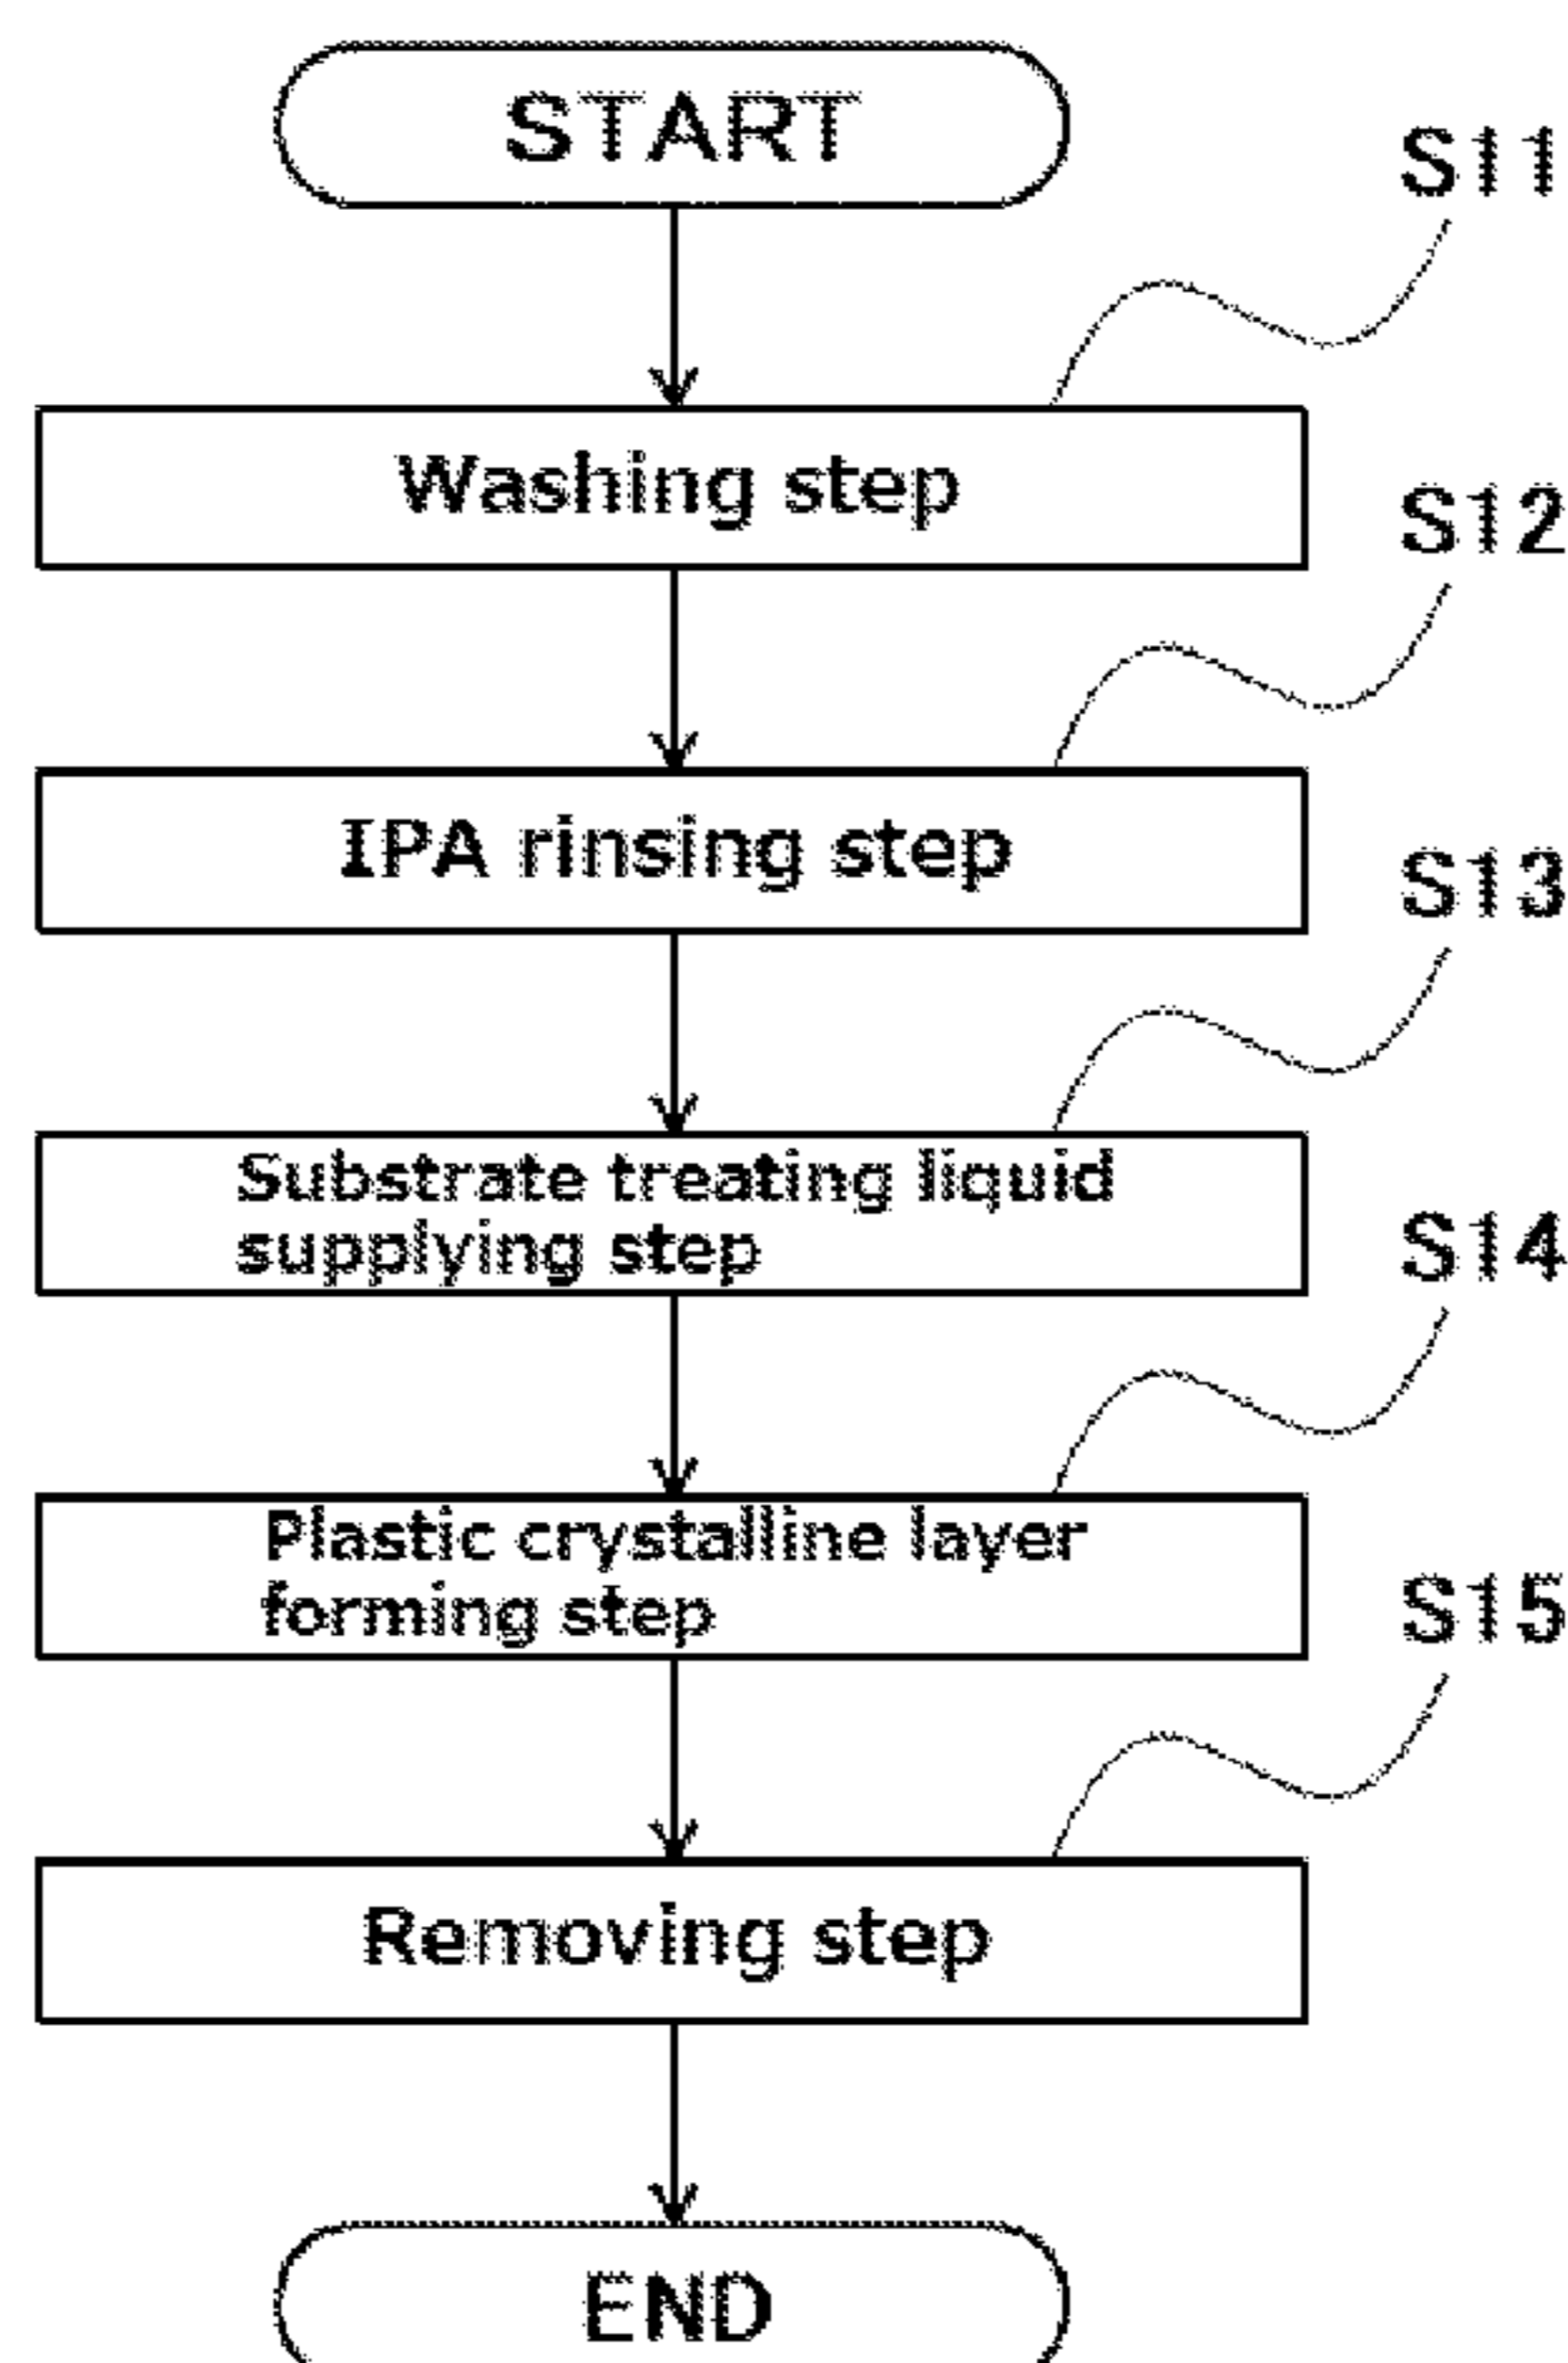 START
S11
Washing step
S12
IPA rinsing step
S13
Substrate treating liquid
supplying step
S14
Plastic crystalline layer
forming step
S15
Removing step
END